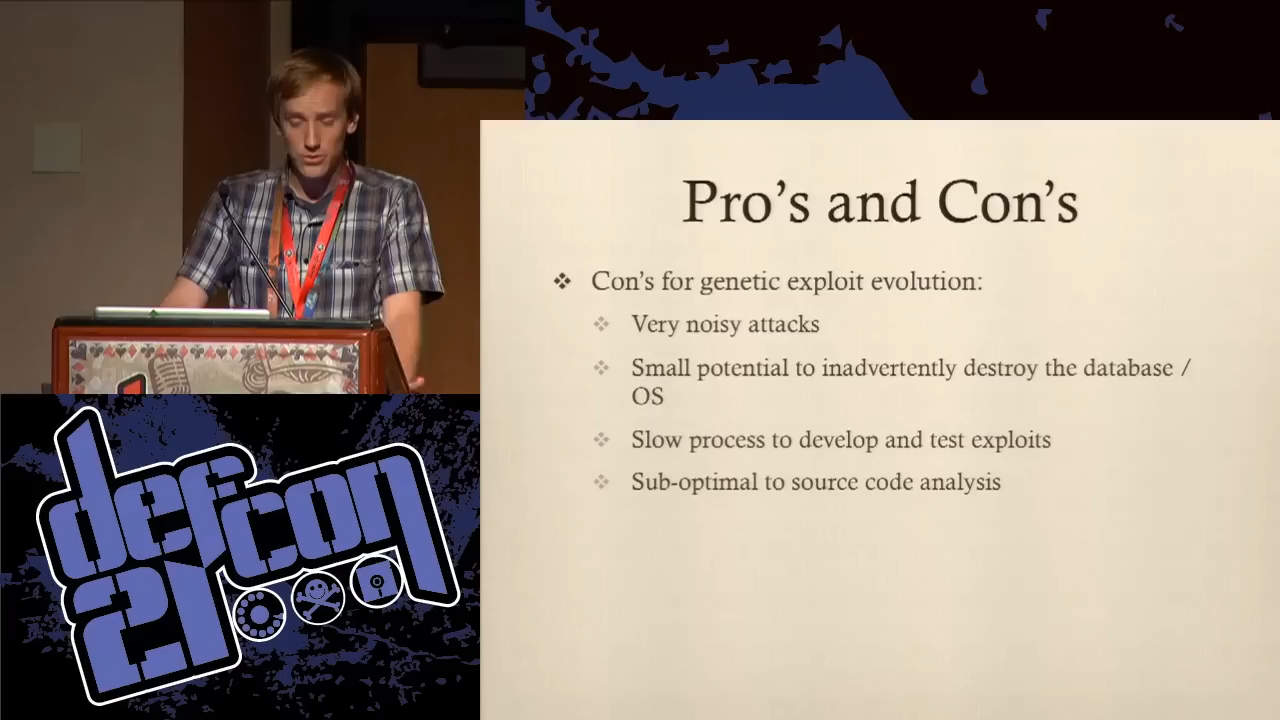 Pro's and Con's
Con's for genetic exploit evolution:
Very noisy attacks
Small potential to inadvertently destroy the database /
OS
Slow process to develop and test exploits
Sub-optimal to source code analysis
defcon
21